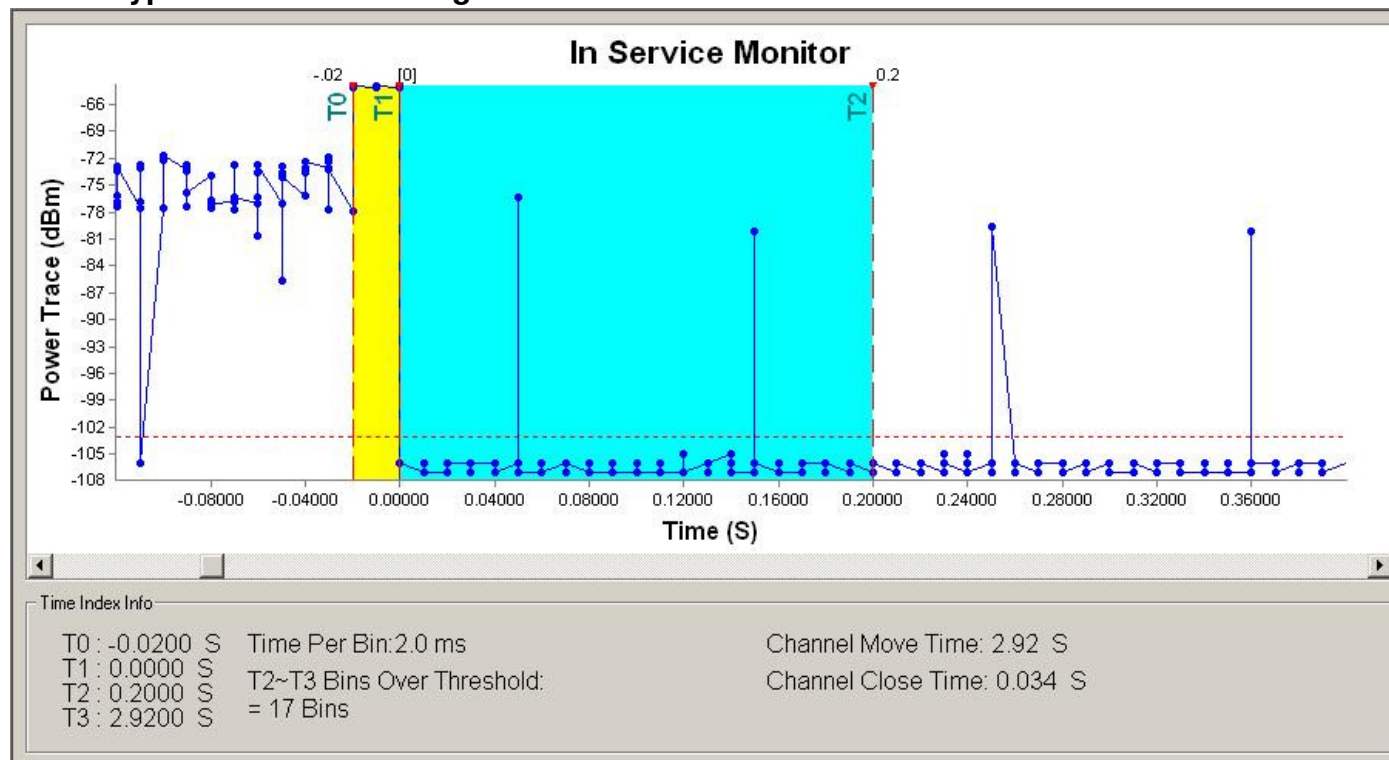 In Service Monitor
-.02 [0] 0.2
T0 T1 T2
Power Trace (dBm)
-66
-69
-72
-75
-78
-81
-84
-87
-90
-93
-96
-99
-102
-105
-108
-0.08000 -0.04000 0.00000 0.04000 0.08000 0.12000 0.16000 0.20000 0.24000 0.28000 0.32000 0.36000
Time (S)
Time Index Info
T0 : -0.0200 S
T1 : 0.0000 S
T2 : 0.2000 S
T3 : 2.9200 S
Time Per Bin:2.0 ms
T2~T3 Bins Over Threshold:
= 17 Bins
Channel Move Time: 2.92 S
Channel Close Time: 0.034 S